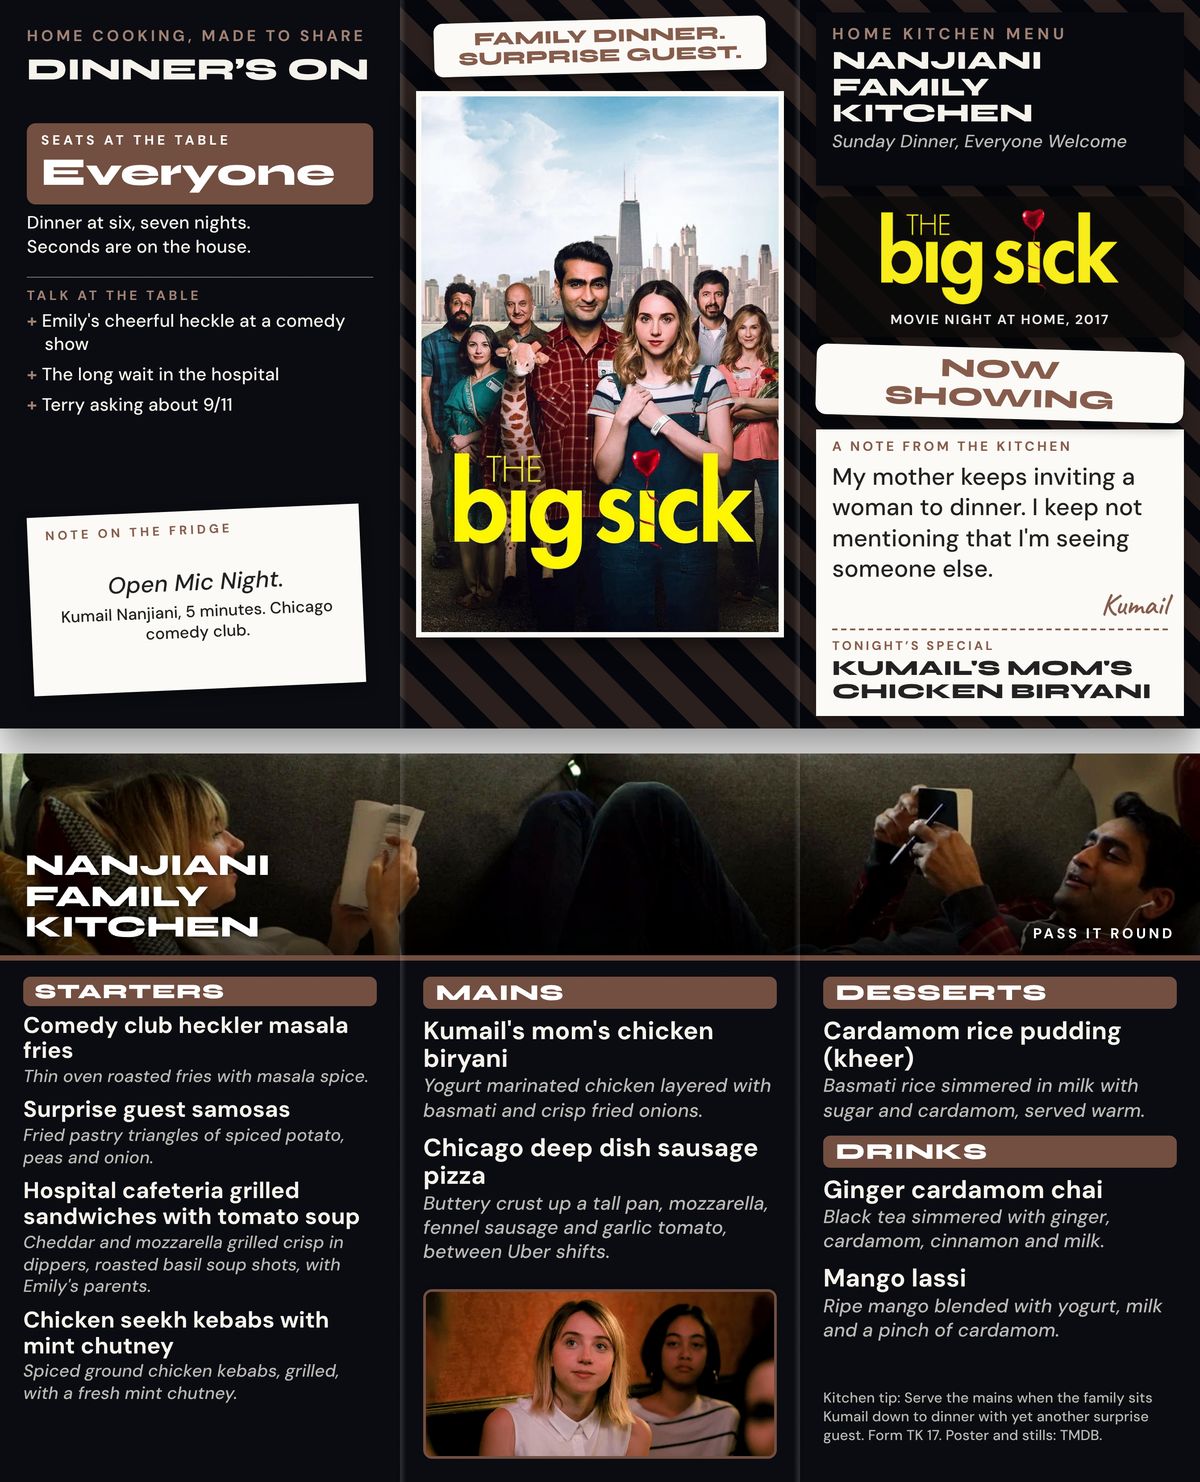 HOME COOKING, MADE TO SHARE
DINNER'S ON
SEATS AT THE TABLE
Everyone
Dinner at six, seven nights.
Seconds are on the house.
TALK AT THE TABLE
+ Emily's cheerful heckle at a comedy
show
+ The long wait in the hospital
+ Terry asking about 9/11
NOTE ON THE FRIDGE
Open Mic Night.
Kumail Nanjiani, 5 minutes. Chicago
comedy club.
FAMILY DINNER.
SURPRISE GUEST.
THE
big sick
HOME KITCHEN MENU
NANJIANI
FAMILY
KITCHEN
Sunday Dinner, Everyone Welcome
THE
big sick
MOVIE NIGHT AT HOME, 2017
NOW
SHOWING
A NOTE FROM THE KITCHEN
My mother keeps inviting a
woman to dinner. I keep not
mentioning that I'm seeing
someone else.
Kumail
TONIGHT'S SPECIAL
KUMAIL'S MOM'S
CHICKEN BIRYANI
NANJIANI
FAMILY
KITCHEN
PASS IT ROUND
STARTERS
Comedy club heckler masala
fries
Thin oven roasted fries with masala spice.
Surprise guest samosas
Fried pastry triangles of spiced potato,
peas and onion.
Hospital cafeteria grilled
sandwiches with tomato soup
Cheddar and mozzarella grilled crisp in
dippers, roasted basil soup shots, with
Emily's parents.
Chicken seekh kebabs with
mint chutney
Spiced ground chicken kebabs, grilled,
with a fresh mint chutney.
MAINS
Kumail's mom's chicken
biryani
Yogurt marinated chicken layered with
basmati and crisp fried onions.
Chicago deep dish sausage
pizza
Buttery crust up a tall pan, mozzarella,
fennel sausage and garlic tomato,
between Uber shifts.
DESSERTS
Cardamom rice pudding
(kheer)
Basmati rice simmered in milk with
sugar and cardamom, served warm.
DRINKS
Ginger cardamom chai
Black tea simmered with ginger,
cardamom, cinnamon and milk.
Mango lassi
Ripe mango blended with yogurt, milk
and a pinch of cardamom.
Kitchen tip: Serve the mains when the family sits
Kumail down to dinner with yet another surprise
guest. Form TK 17. Poster and stills: TMDB.